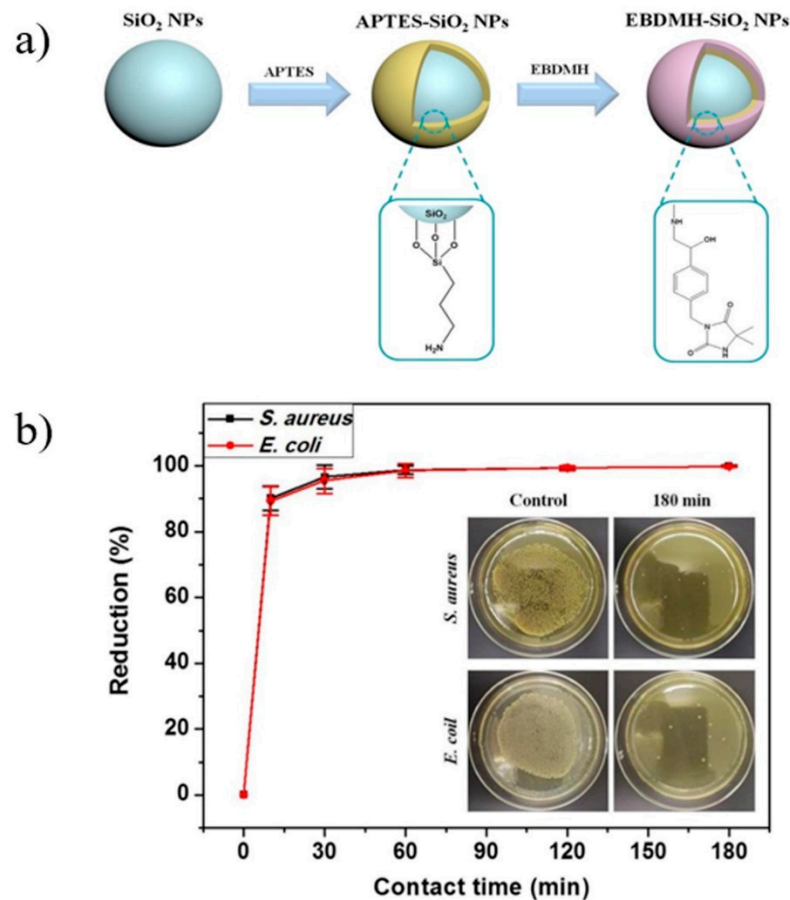 a)
SiO₂ NPs
APTES-SiO₂ NPs
EBDMH-SiO₂ NPs
APTES
EBDMH
SiO₂
O
O
O
Si
H₂N
NH
OH
O
N
O
N
H
b)
S. aureus
E. coli
Reduction (%)
100
80
60
40
20
0
Control
180 min
S. aureus
E. coil
0
30
60
90
120
150
180
Contact time (min)